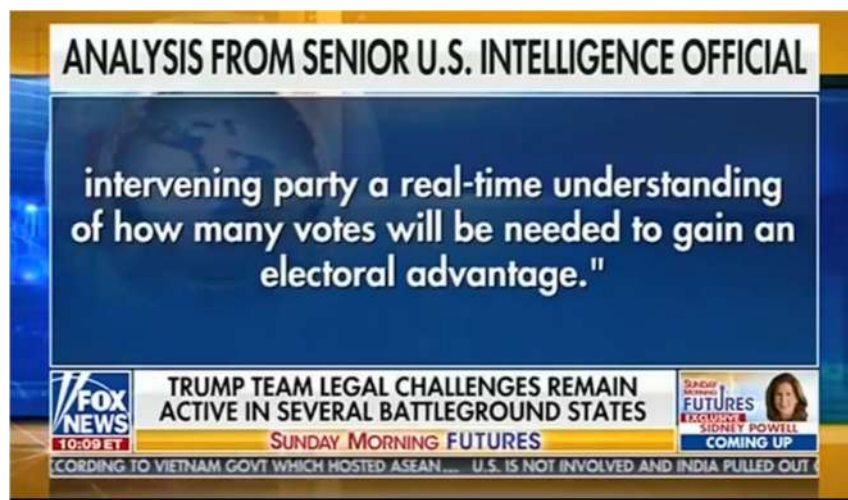 ANALYSIS FROM SENIOR U.S. INTELLIGENCE OFFICIAL
intervening party a real-time understanding
of how many votes will be needed to gain an
electoral advantage."
FOX
NEWS
10:09 ET
TRUMP TEAM LEGAL CHALLENGES REMAIN
ACTIVE IN SEVERAL BATTLEGROUND STATES
SUNDAY MORNING FUTURES
SUNDAY
MORNING
FUTURES
EXCLUSIVE
SIDNEY POWELL
COMING UP
CCORDING TO VIETNAM GOVT WHICH HOSTED ASEAN... U.S. IS NOT INVOLVED AND INDIA PULLED OUT